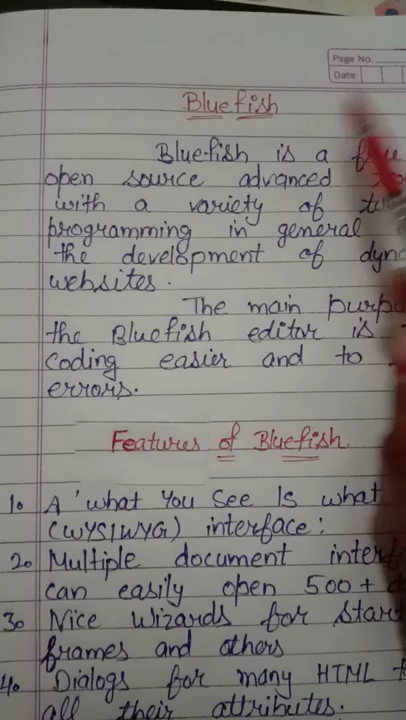 Page No.
Date:
Bluefish
Bluefish is a
open source advanced
with a variety of
programming in general
the development of
websites.
The main
the Bluefish editor is
coding easier and to
errors.
Features of Bluefish.
1. A 'what You See Is what
(WYSIWYG) interface:
2. Multiple document
can easily open 500+
3. Nice Wizards for
frames and others
4. Dialogs for many HTML
all their attributes.